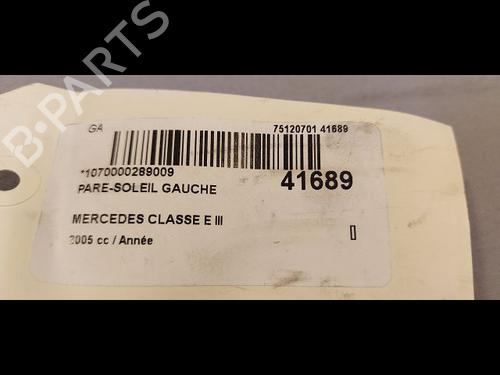 B-PARTS
GA 75120701 41689
*1070000289009
PARE-SOLEIL GAUCHE 41689
MERCEDES CLASSE E III
2005 cc / Année